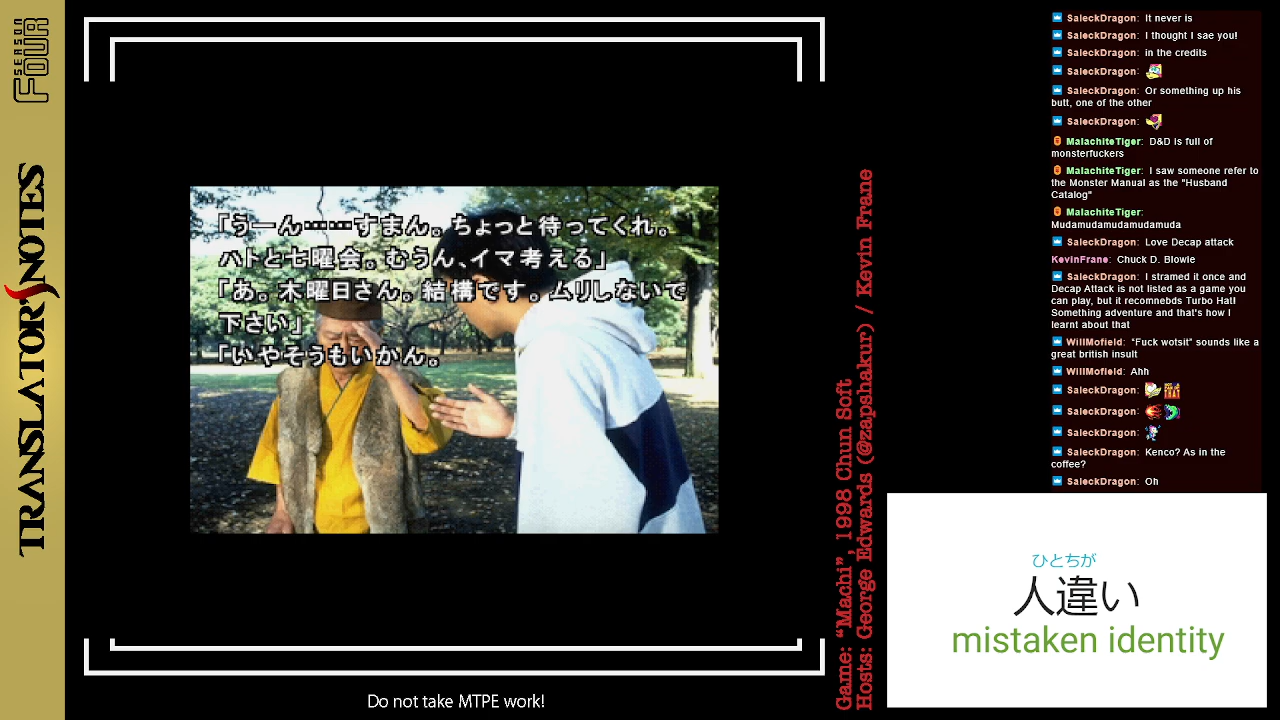 SEASON
FOUR
TRANSLATOR'S NOTES
「うーん……すまん。ちょっと待ってくれ。
ハトと七曜会。むうん、イマ考える」
「あ。木曜日さん。結構です。ムリしないで
下さい」
「いやそうもいかん。
Game: “Machi”, 1998 Chun Soft
Hosts: George Edwards (@zapshakur) / Kevin Frane
SaleckDragon: It never is
SaleckDragon: I thought I sae you!
SaleckDragon: in the credits
SaleckDragon:
SaleckDragon: Or something up his
butt, one of the other
SaleckDragon:
MalachiteTiger: D&D is full of
monsterfuckers
MalachiteTiger: I saw someone refer to
the Monster Manual as the "Husband
Catalog"
MalachiteTiger:
Mudamudamudamudamuda
SaleckDragon: Love Decap attack
KevinFrane: Chuck D. Blowie
SaleckDragon: I stramed it once and
Decap Attack is not listed as a game you
can play, but it recomnebds Turbo Hatl
Something adventure and that's how I
learnt about that
WillMofield: "Fuck wotsit" sounds like a
great british insult
WillMofield: Ahh
SaleckDragon:
SaleckDragon:
SaleckDragon:
SaleckDragon: Kenco? As in the
coffee?
SaleckDragon: Oh
ひとちが
人違い
mistaken identity
Do not take MTPE work!